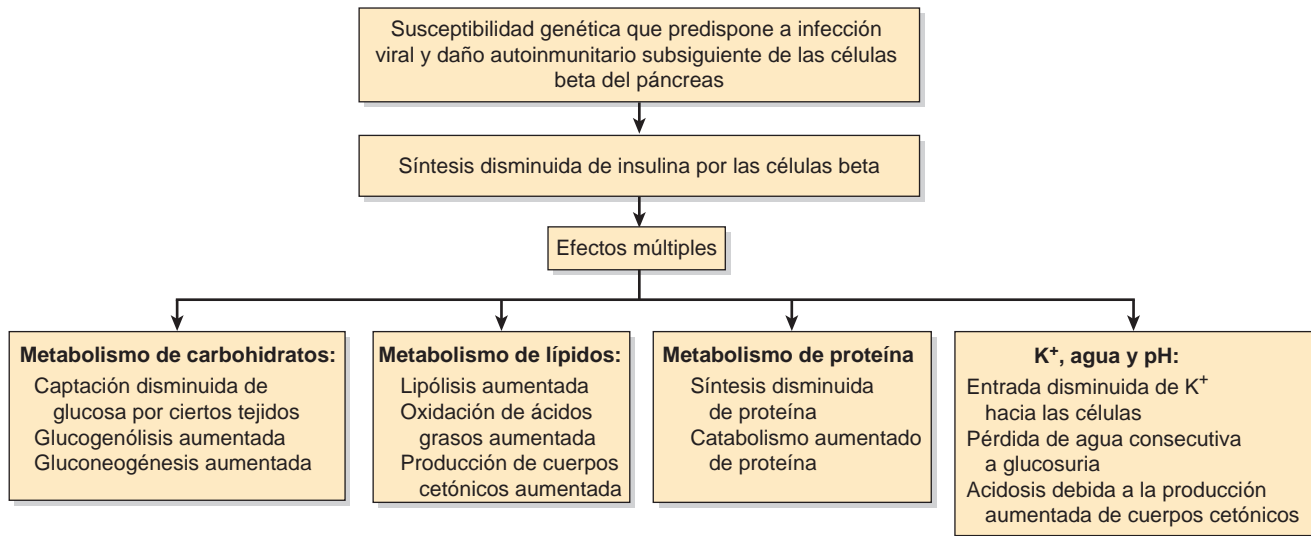 Susceptibilidad genética que predispone a infección
viral y daño autoinmunitario subsiguiente de las células
beta del páncreas
Síntesis disminuida de insulina por las células beta
Efectos múltiples
Metabolismo de carbohidratos:
Captación disminuida de
glucosa por ciertos tejidos
Glucogenólisis aumentada
Gluconeogénesis aumentada
Metabolismo de lípidos:
Lipólisis aumentada
Oxidación de ácidos
grasos aumentada
Producción de cuerpos
cetónicos aumentada
Metabolismo de proteína
Síntesis disminuida
de proteína
Catabolismo aumentado
de proteína
K⁺, agua y pH:
Entrada disminuida de K⁺
hacia las células
Pérdida de agua consecutiva
a glucosuria
Acidosis debida a la producción
aumentada de cuerpos cetónicos